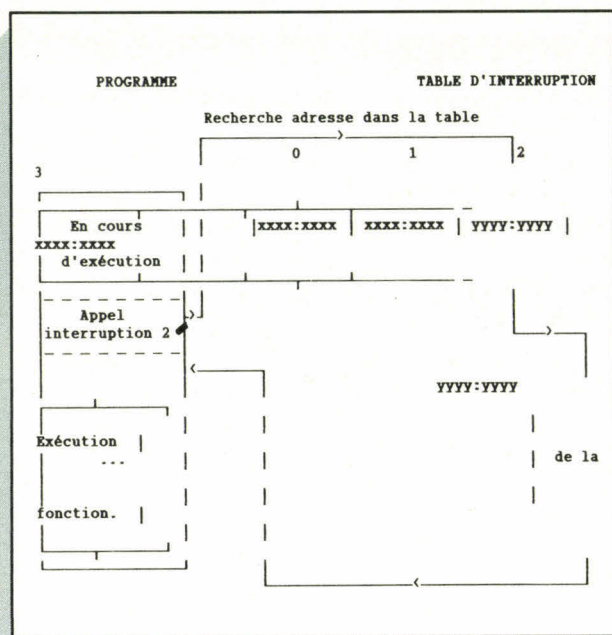 PROGRAMME TABLE D'INTERRUPTION
Recherche adresse dans la table
0 1 2
3
En cours xxxx:xxxx xxxx:xxxx yyyy:yyyy
xxxx:xxxx
d'exécution
Appel
interruption 2
yyyy:yyyy
Exécution de la
...
fonction.